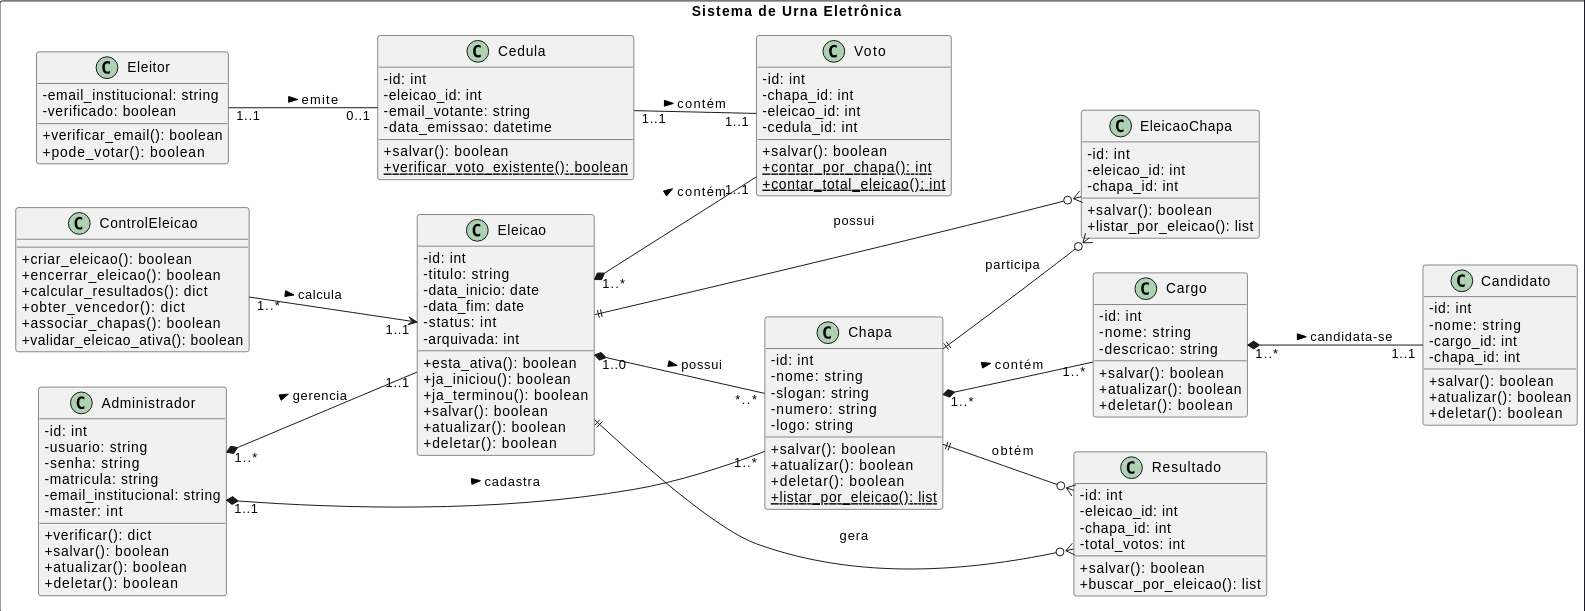 Sistema de Urna Eletrônica
C Eleitor
-email_institucional: string
-verificado: boolean
+verificar_email(): boolean
+pode_votar(): boolean
emite
1..1
0..1
C Cedula
-id: int
-eleicao_id: int
-email_votante: string
-data_emissao: datetime
+salvar(): boolean
+verificar_voto_existente(): boolean
contém
1..1
1..1
C Voto
-id: int
-chapa_id: int
-eleicao_id: int
-cedula_id: int
+salvar(): boolean
+contar_por_chapa(): int
+contar_total_eleicao(): int
contém
1..1
1..*
possui
C EleicaoChapa
-id: int
-eleicao_id: int
-chapa_id: int
+salvar(): boolean
+listar_por_eleicao(): list
participa
C ControlEleicao
+criar_eleicao(): boolean
+encerrar_eleicao(): boolean
+calcular_resultados(): dict
+obter_vencedor(): dict
+associar_chapas(): boolean
+validar_eleicao_ativa(): boolean
calcula
1..*
1..1
C Eleicao
-id: int
-titulo: string
-data_inicio: date
-data_fim: date
-status: int
-arquivada: int
+esta_ativa(): boolean
+ja_iniciou(): boolean
+ja_terminou(): boolean
+salvar(): boolean
+atualizar(): boolean
+deletar(): boolean
possui
1..0
*..*
C Chapa
-id: int
-nome: string
-slogan: string
-numero: string
-logo: string
+salvar(): boolean
+atualizar(): boolean
+deletar(): boolean
+listar_por_eleicao(): list
contém
1..*
1..*
C Cargo
-id: int
-nome: string
-descricao: string
+salvar(): boolean
+atualizar(): boolean
+deletar(): boolean
candidata-se
1..*
1..1
C Candidato
-id: int
-nome: string
-cargo_id: int
-chapa_id: int
+salvar(): boolean
+atualizar(): boolean
+deletar(): boolean
C Administrador
-id: int
-usuario: string
-senha: string
-matricula: string
-email_institucional: string
-master: int
+verificar(): dict
+salvar(): boolean
+atualizar(): boolean
+deletar(): boolean
gerencia
1..1
1..*
cadastra
1..1
1..*
obtém
gera
C Resultado
-id: int
-eleicao_id: int
-chapa_id: int
-total_votos: int
+salvar(): boolean
+buscar_por_eleicao(): list